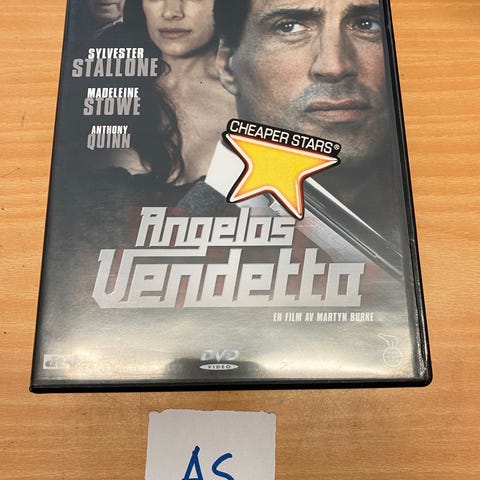 SYLVESTER
STALLONE
MADELEINE
STOWE
ANTHONY
QUINN
CHEAPER STARS®
Angelos
Vendetta
EN FILM AV MARTYN BURKE
DVD
VIDEO
AS